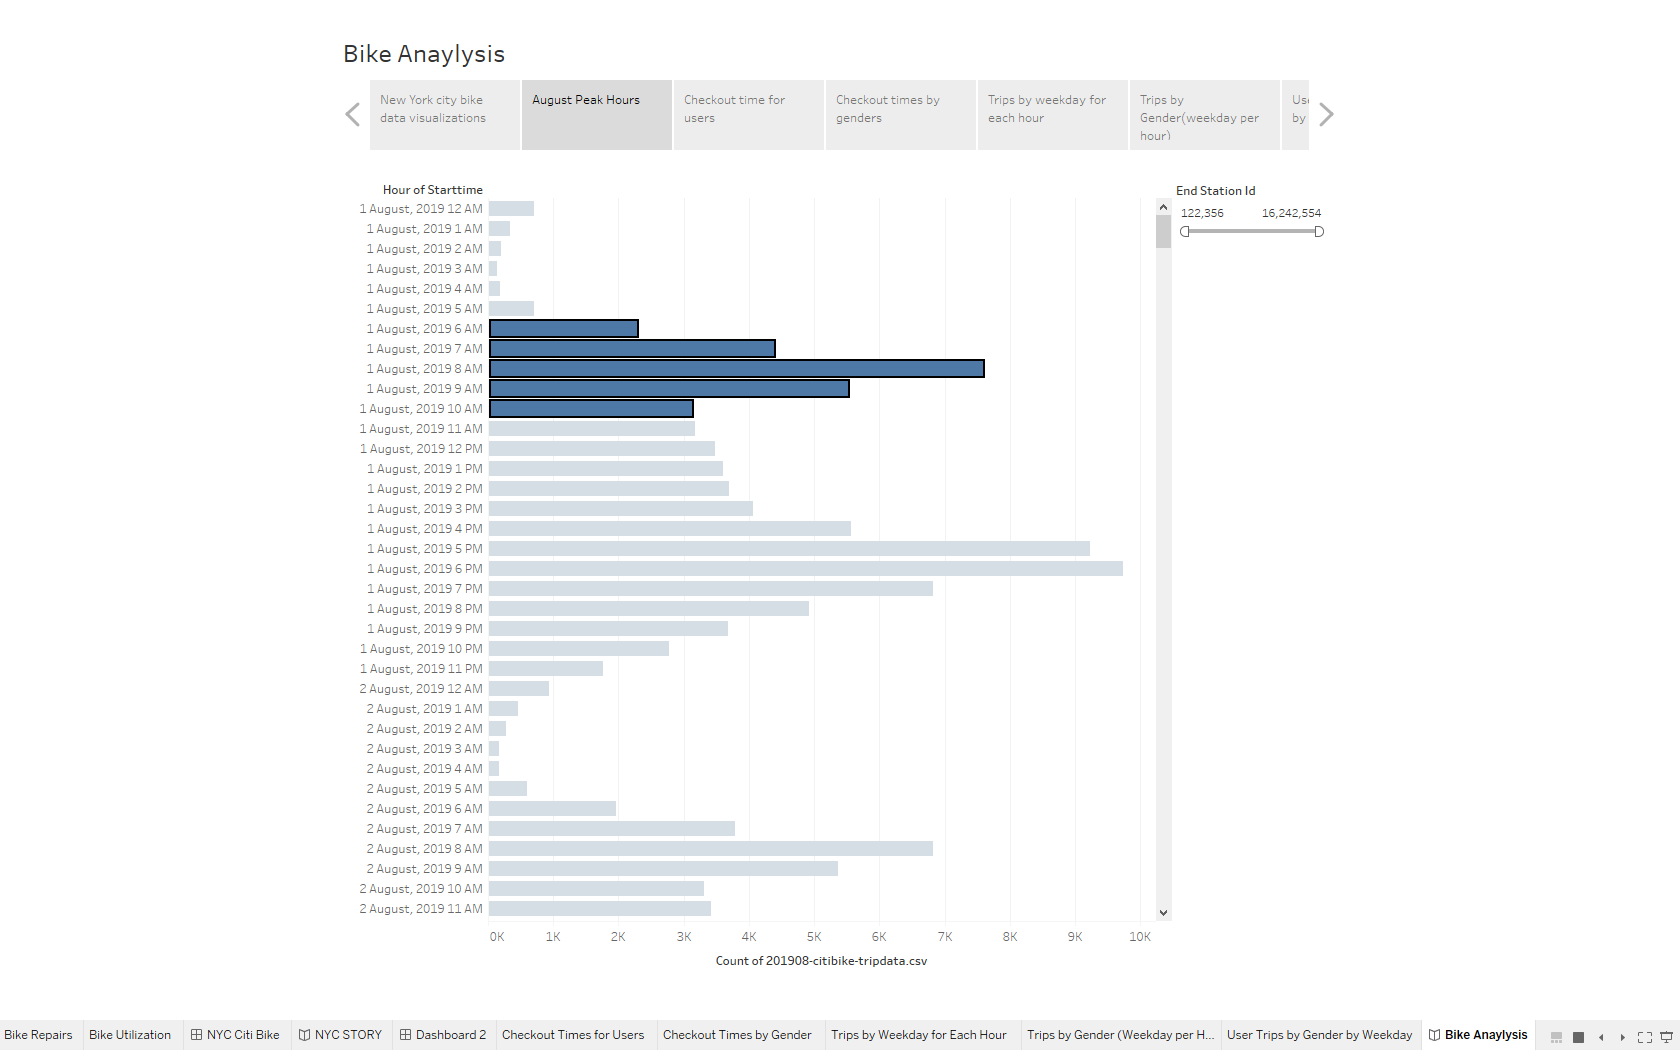 Bike Anaylysis
New York city bike
data visualizations
August Peak Hours
Checkout time for
users
Checkout times by
genders
Trips by weekday for
each hour
Trips by
Gender(weekday per
hour)
by
Hour of Starttime
1 August, 2019 12 AM
1 August, 2019 1 AM
1 August, 2019 2 AM
1 August, 2019 3 AM
1 August, 2019 4 AM
1 August, 2019 5 AM
1 August, 2019 6 AM
1 August, 2019 7 AM
1 August, 2019 8 AM
1 August, 2019 9 AM
1 August, 2019 10 AM
1 August, 2019 11 AM
1 August, 2019 12 PM
1 August, 2019 1 PM
1 August, 2019 2 PM
1 August, 2019 3 PM
1 August, 2019 4 PM
1 August, 2019 5 PM
1 August, 2019 6 PM
1 August, 2019 7 PM
1 August, 2019 8 PM
1 August, 2019 9 PM
1 August, 2019 10 PM
1 August, 2019 11 PM
2 August, 2019 12 AM
2 August, 2019 1 AM
2 August, 2019 2 AM
2 August, 2019 3 AM
2 August, 2019 4 AM
2 August, 2019 5 AM
2 August, 2019 6 AM
2 August, 2019 7 AM
2 August, 2019 8 AM
2 August, 2019 9 AM
2 August, 2019 10 AM
2 August, 2019 11 AM
0K 1K 2K 3K 4K 5K 6K 7K 8K 9K 10K
Count of 201908-citibike-tripdata.csv
End Station Id
122,356 16,242,554
Bike Repairs Bike Utilization NYC Citi Bike NYC STORY Dashboard 2 Checkout Times for Users Checkout Times by Gender Trips by Weekday for Each Hour Trips by Gender (Weekday per H... User Trips by Gender by Weekday Bike Anaylysis